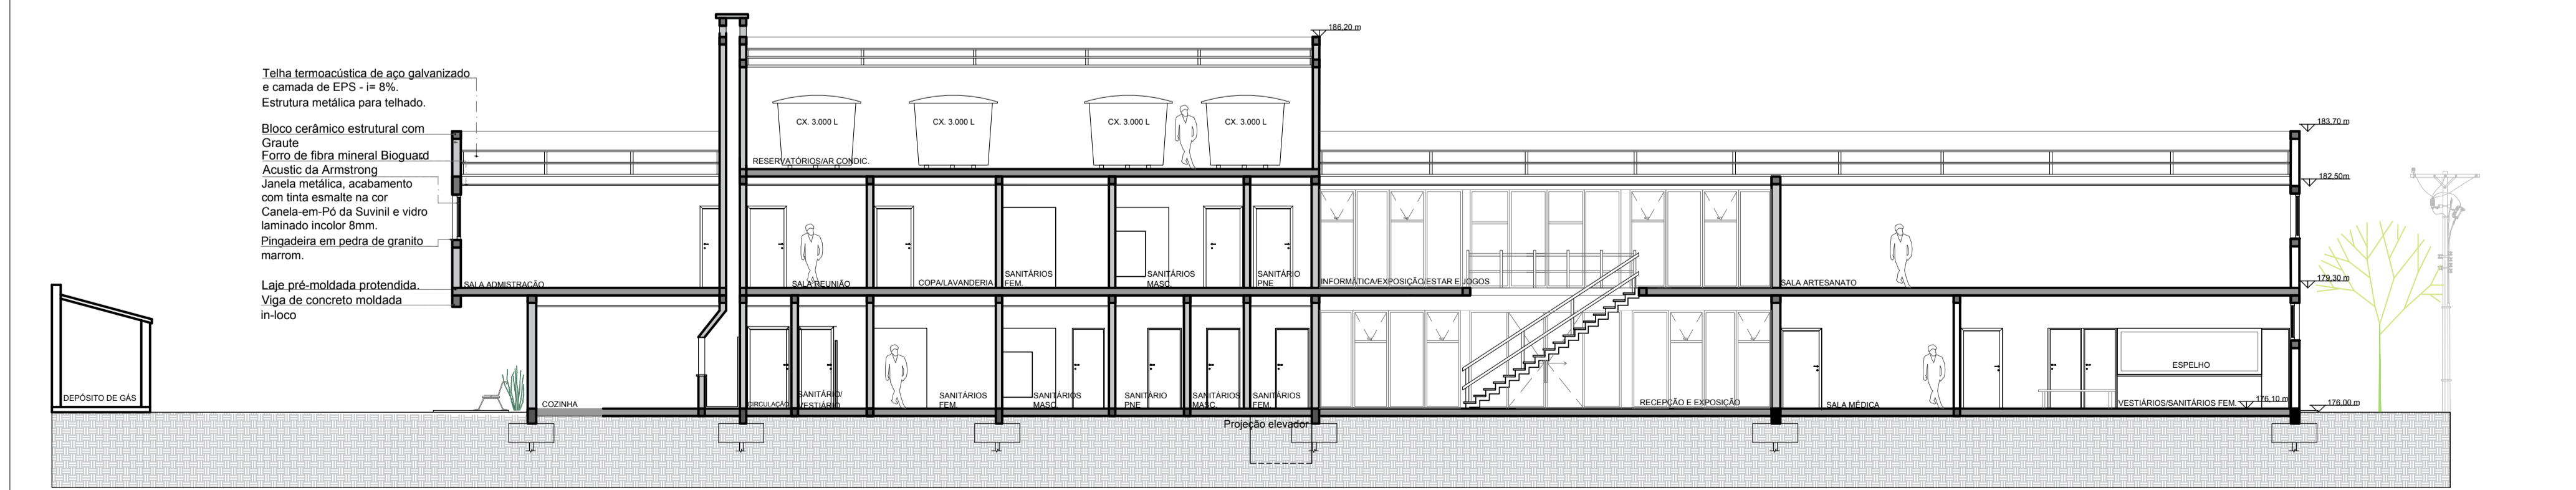 186,20 m
Telha termoacústica de aço galvanizado
e camada de EPS - i= 8%.
Estrutura metálica para telhado.
Bloco cerâmico estrutural com
Graute
Forro de fibra mineral Bioguard
Acustic da Armstrong
Janela metálica, acabamento
com tinta esmalte na cor
Canela-em-Pó da Suvinil e vidro
laminado incolor 8mm.
Pingadeira em pedra de granito
marrom.
Laje pré-moldada protendida.
Viga de concreto moldada
in-loco
CX. 3.000 L
CX. 3.000 L
CX. 3.000 L
CX. 3.000 L
RESERVATÓRIOS/AR CONDIC.
183,70 m
182,50m
179,30 m
SALA ADMISTRAÇÃO
SALA REUNIÃO
COPA/LAVANDERIA
SANITÁRIOS
FEM.
SANITÁRIOS
MASC.
SANITÁRIO
PNE
INFORMÁTICA/EXPOSIÇÃO/ESTAR E JOGOS
SALA ARTESANATO
DEPÓSITO DE GÁS
COZINHA
CIRCULAÇÃO
SANITÁRIO/
VESTIÁRIO
SANITÁRIOS
FEM.
SANITÁRIOS
MASC.
SANITÁRIO
PNE
SANITÁRIOS
MASC.
SANITÁRIOS
FEM.
RECEPÇÃO E EXPOSIÇÃO
SALA MÉDICA
ESPELHO
VESTIÁRIOS/SANITÁRIOS FEM.
176,10 m
176,00 m
Projeção elevador